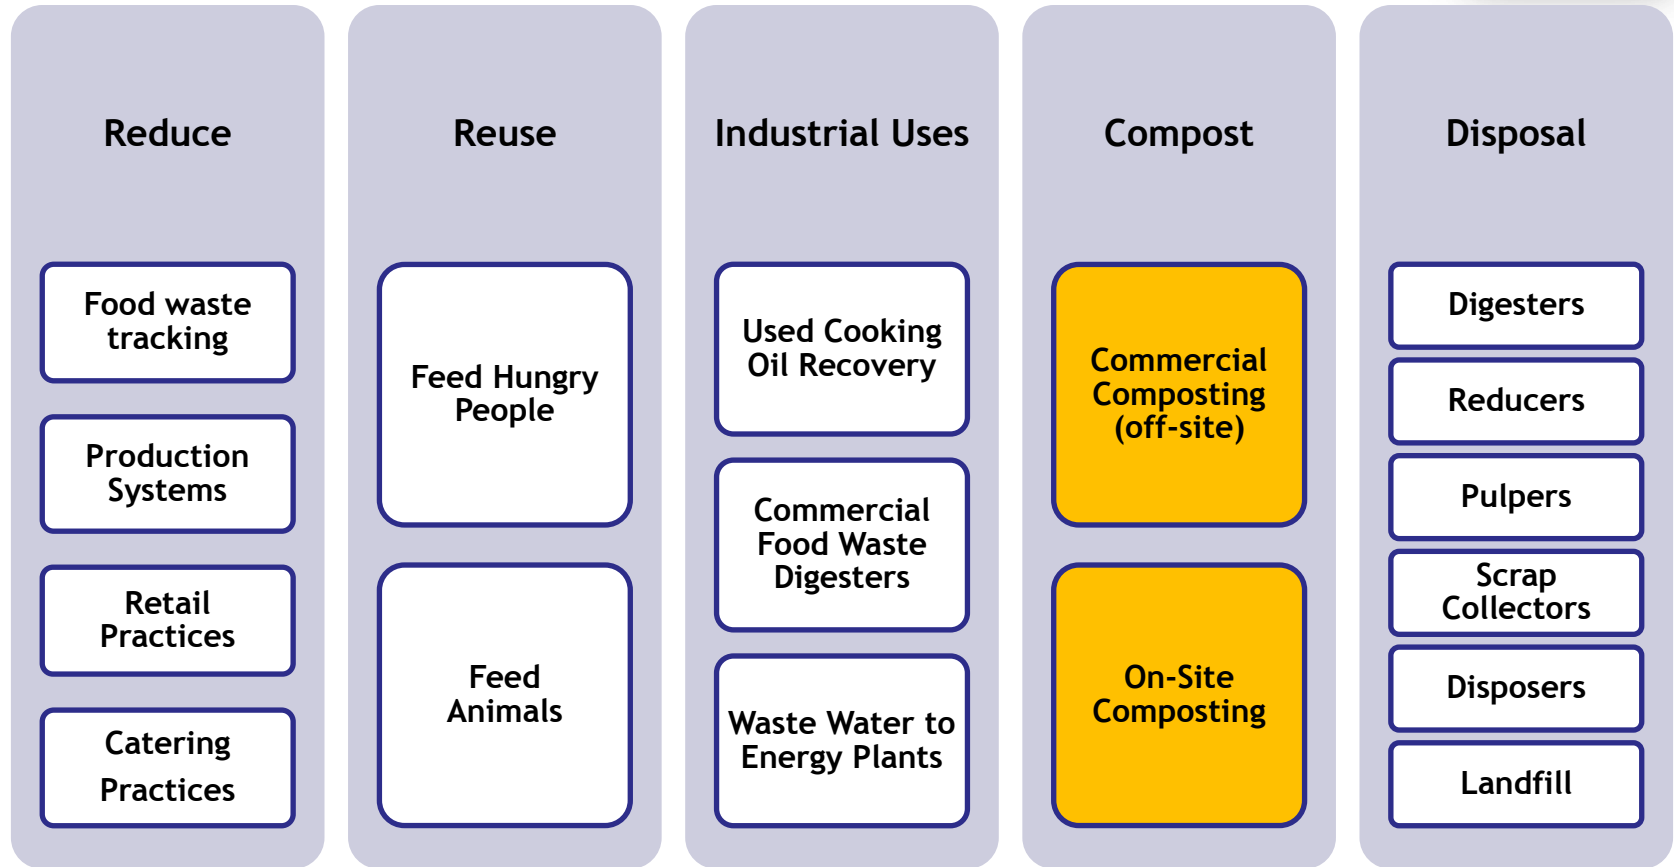 Reduce
Food waste
tracking
Production
Systems
Retail
Practices
Catering
Practices
Reuse
Feed Hungry
People
Feed
Animals
Industrial Uses
Used Cooking
Oil Recovery
Commercial
Food Waste
Digesters
Waste Water to
Energy Plants
Compost
Commercial
Composting
(off-site)
On-Site
Composting
Disposal
Digesters
Reducers
Pulpers
Scrap
Collectors
Disposers
Landfill